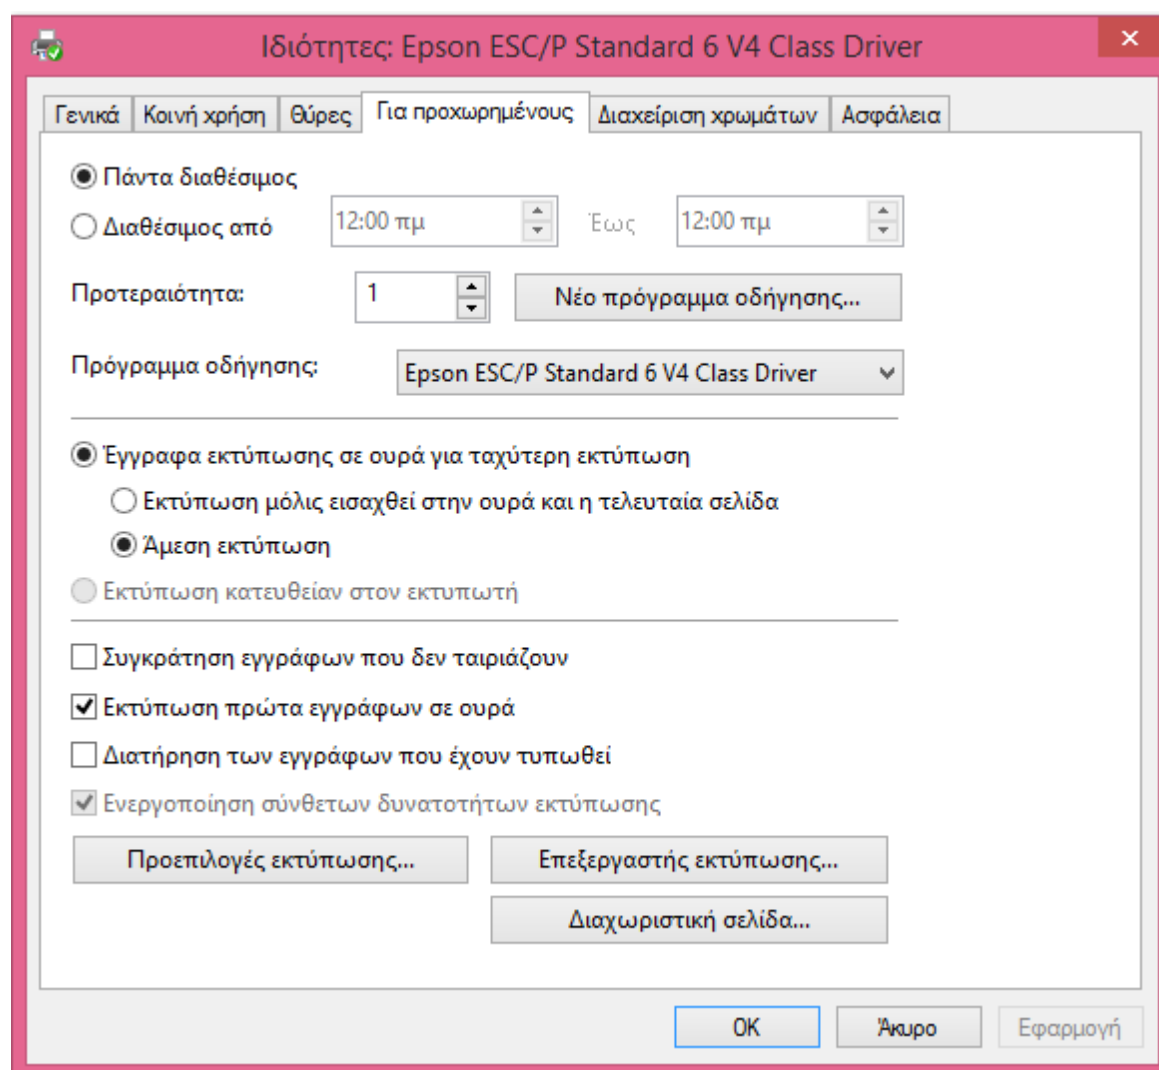 Ιδιότητες: Epson ESC/P Standard 6 V4 Class Driver
Γενικά Κοινή χρήση Θύρες Για προχωρημένους Διαχείριση χρωμάτων Ασφάλεια
Πάντα διαθέσιμος
Διαθέσιμος από 12:00 πμ Έως 12:00 πμ
Προτεραιότητα: 1 Νέο πρόγραμμα οδήγησης...
Πρόγραμμα οδήγησης: Epson ESC/P Standard 6 V4 Class Driver
Έγγραφα εκτύπωσης σε ουρά για ταχύτερη εκτύπωση
Εκτύπωση μόλις εισαχθεί στην ουρά και η τελευταία σελίδα
Άμεση εκτύπωση
Εκτύπωση κατευθείαν στον εκτυπωτή
Συγκράτηση εγγράφων που δεν ταιριάζουν
Εκτύπωση πρώτα εγγράφων σε ουρά
Διατήρηση των εγγράφων που έχουν τυπωθεί
Ενεργοποίηση σύνθετων δυνατοτήτων εκτύπωσης
Προεπιλογές εκτύπωσης... Επεξεργαστής εκτύπωσης...
Διαχωριστική σελίδα...
OK Άκυρο Εφαρμογή